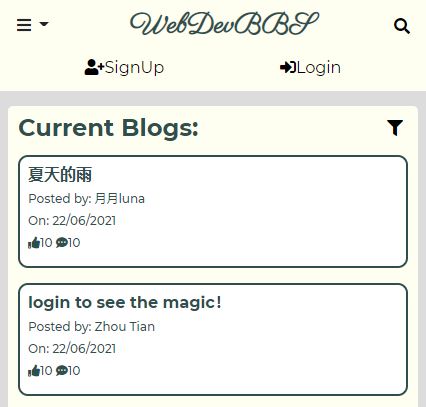 WebDevBBS
SignUp
Login
Current Blogs:
夏天的雨
Posted by: 月月luna
On: 22/06/2021
10 10
login to see the magic！
Posted by: Zhou Tian
On: 22/06/2021
10 10